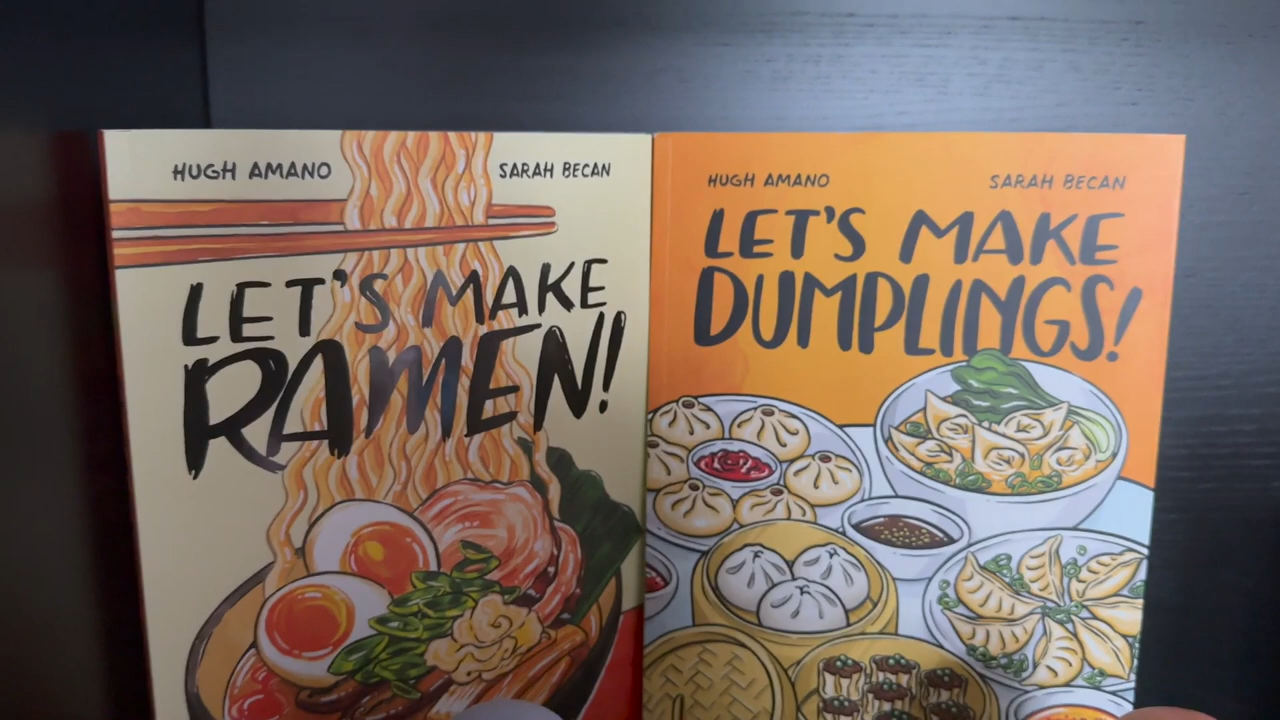 HUGH AMANO SARAH BECAN
LET'S MAKE
RAMEN!
HUGH AMANO SARAH BECAN
LET'S MAKE
DUMPLINGS!